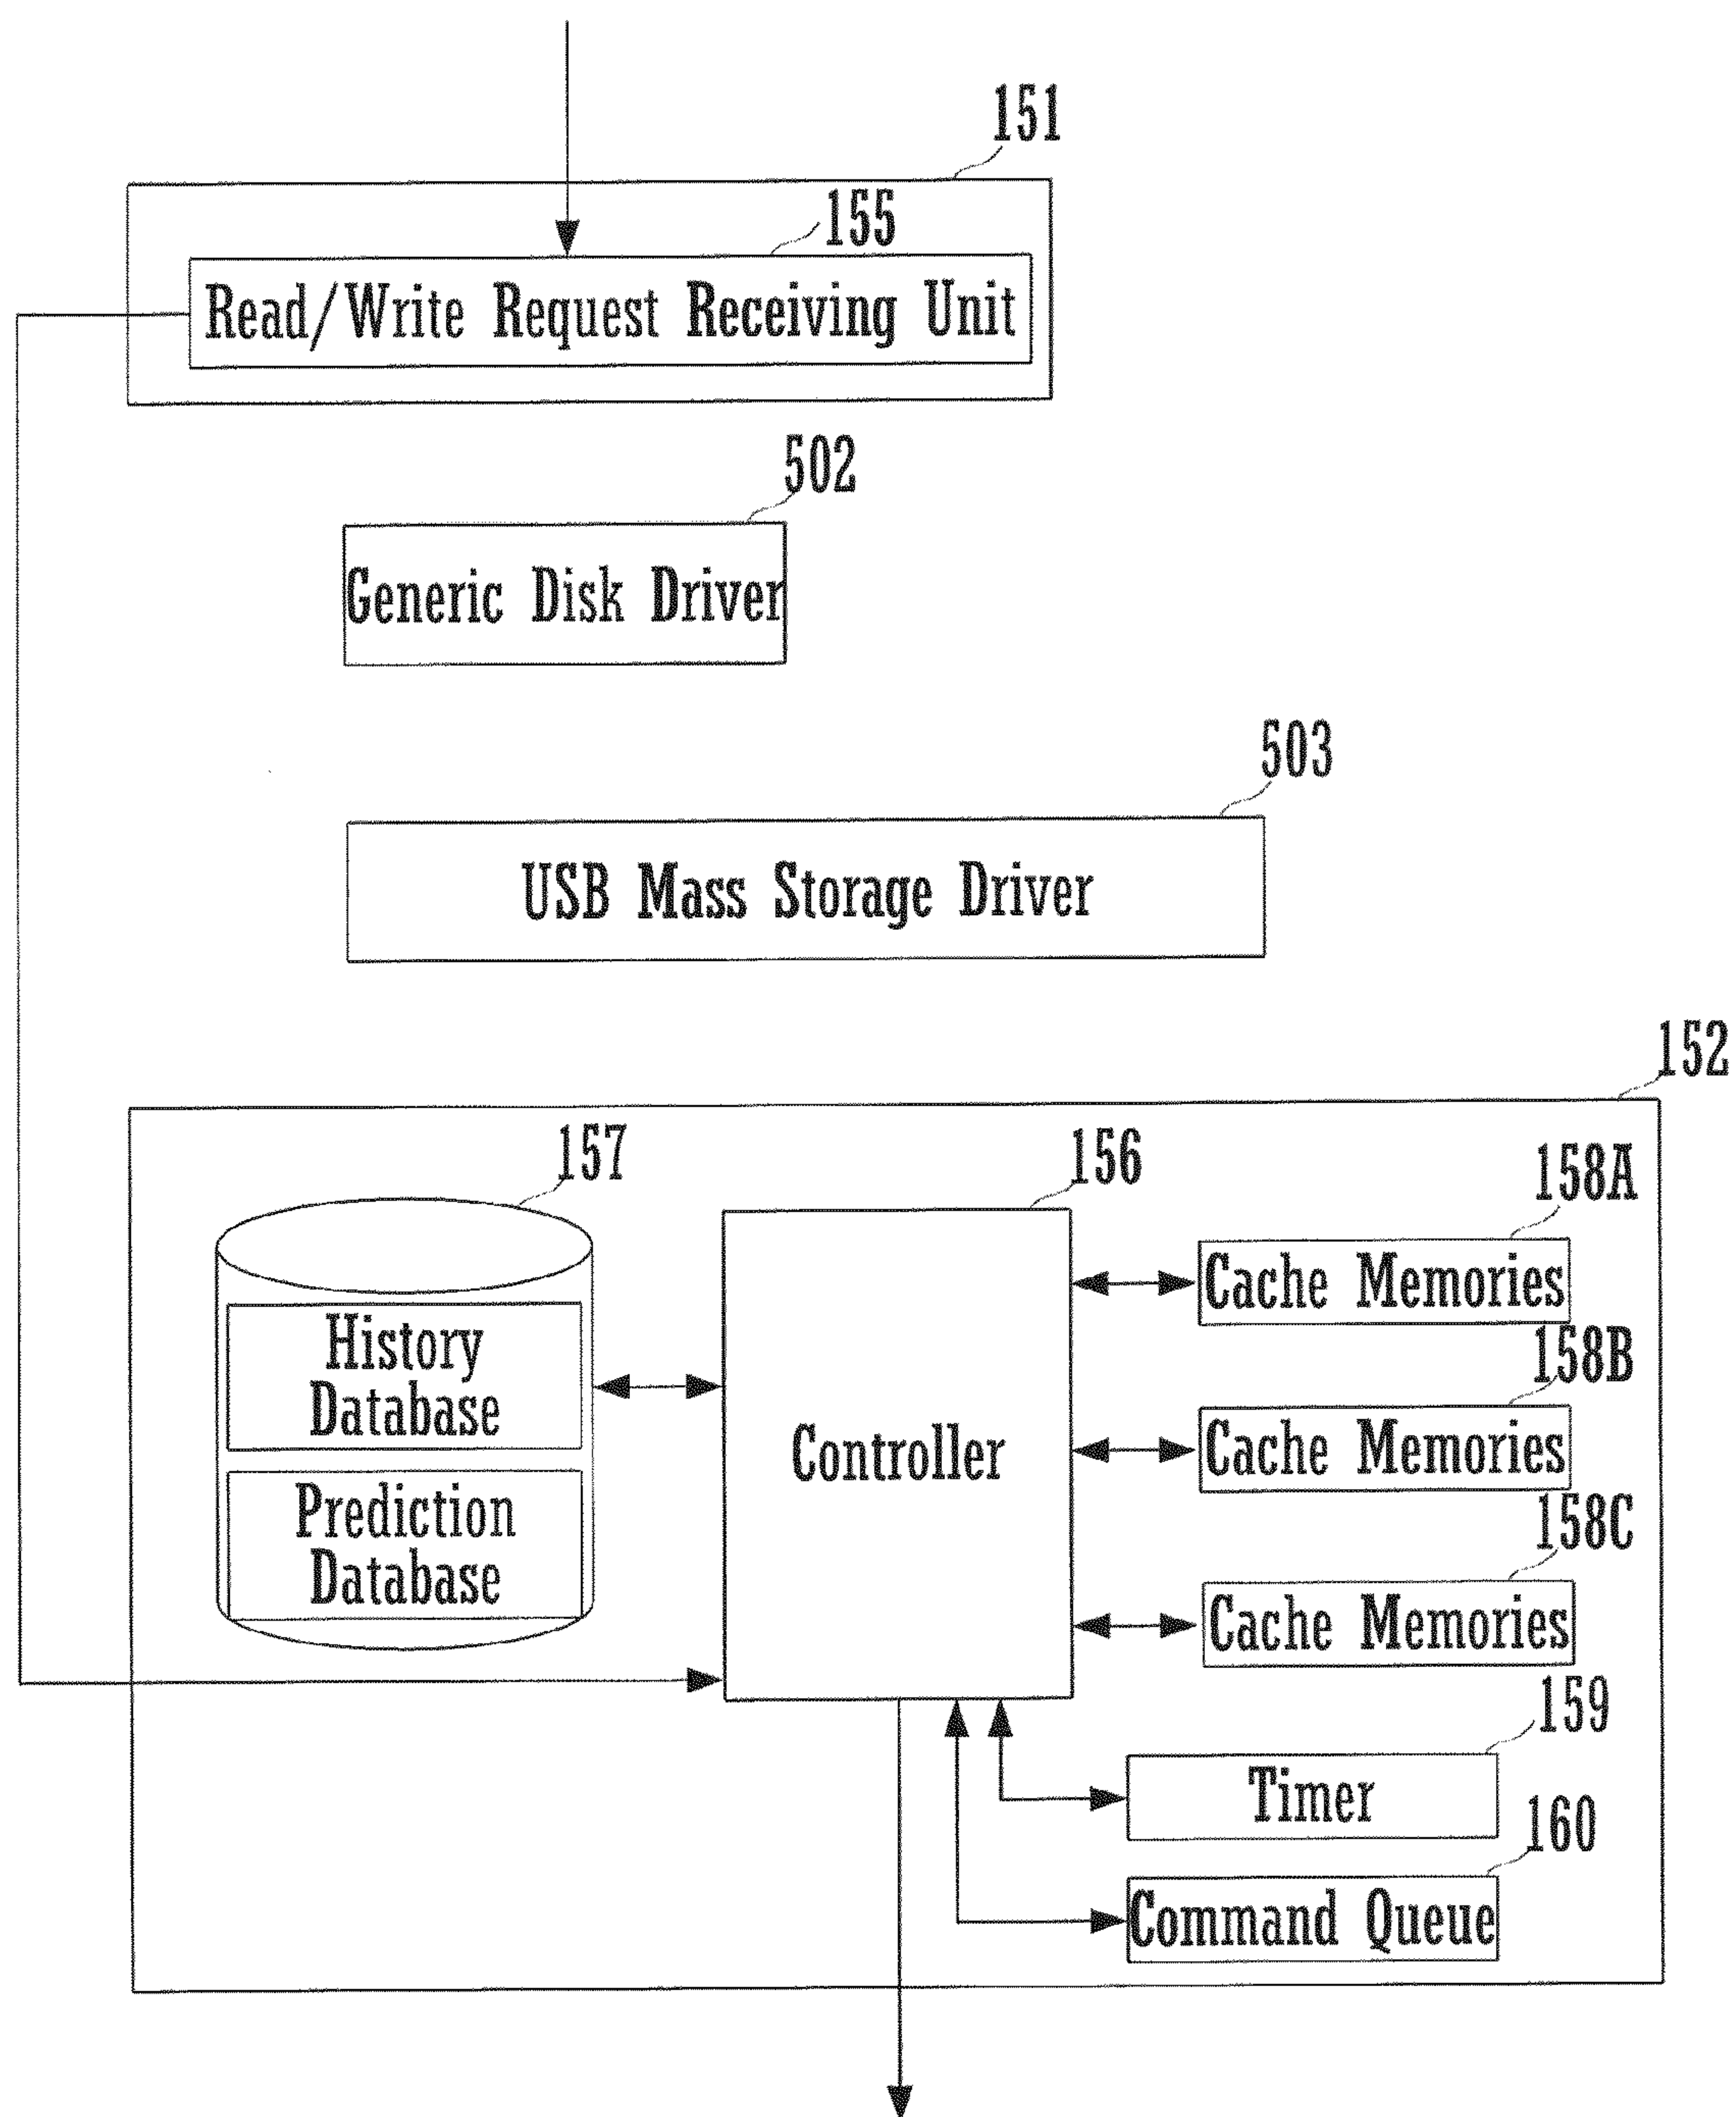 151
155
Read/Write Request Receiving Unit
502
Generic Disk Driver
503
USB Mass Storage Driver
152
157
156
158A
Cache Memories
History
Database
158B
Controller
Cache Memories
Prediction
Database
158C
Cache Memories
159
Timer
160
Command Queue